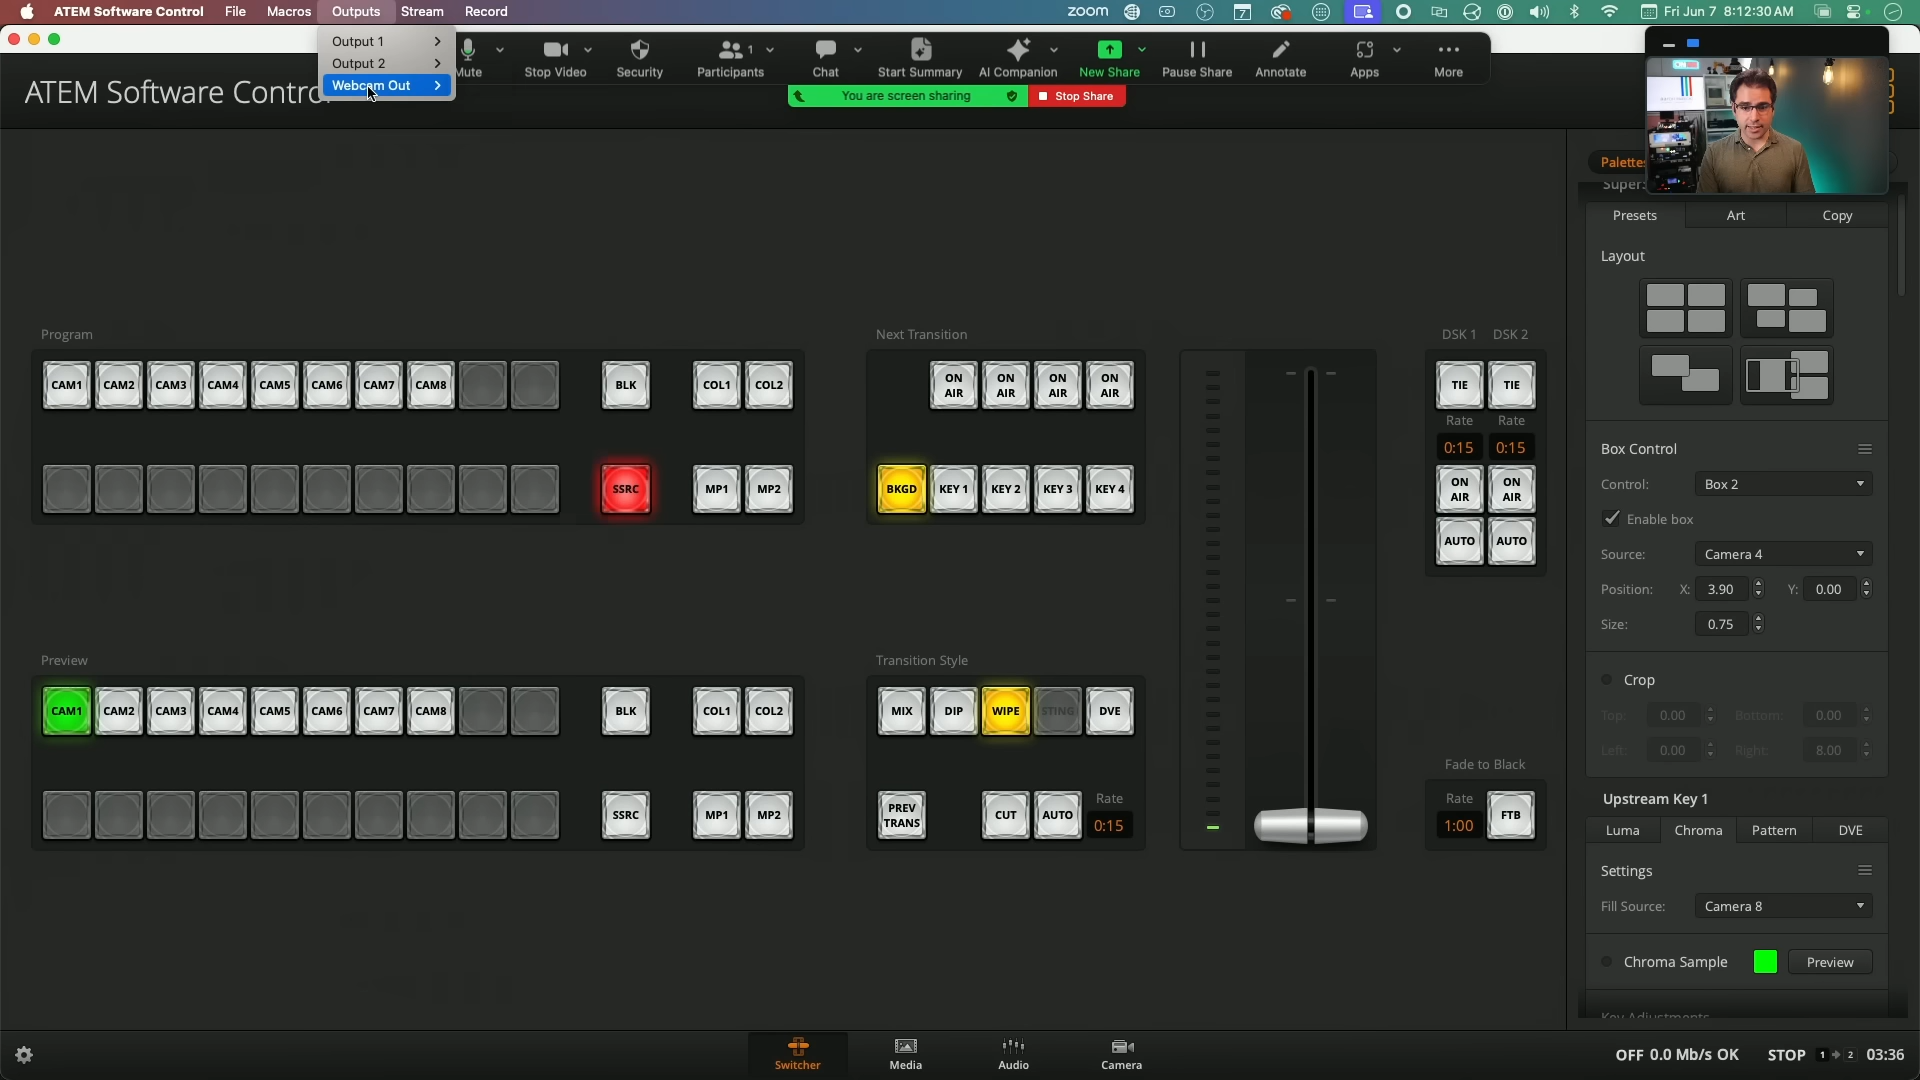 ATEM Software Control File Macros Outputs Stream Record
zoom 7 Fri Jun 7 8:12:30 AM
Output 1
Output 2
Webcam Out
Mute Stop Video Security Participants 1 Chat Start Summary AI Companion New Share Pause Share Annotate Apps More
You are screen sharing Stop Share
ATEM Software Control
Palettes
Presets Art Copy
Layout
Program Next Transition DSK 1 DSK 2
CAM1 CAM2 CAM3 CAM4 CAM5 CAM6 CAM7 CAM8 BLK COL1 COL2
ON AIR ON AIR ON AIR ON AIR
TIE TIE
Rate Rate
0:15 0:15
SSRC MP1 MP2
BKGD KEY 1 KEY 2 KEY 3 KEY 4
ON AIR ON AIR
AUTO AUTO
Box Control
Control: Box 2
Enable box
Source: Camera 4
Position: X: 3.90 Y: 0.00
Size: 0.75
Crop
Top: 0.00 Bottom: 0.00
Left: 0.00 Right: 8.00
Preview Transition Style
CAM1 CAM2 CAM3 CAM4 CAM5 CAM6 CAM7 CAM8 BLK COL1 COL2
MIX DIP WIPE STING DVE
SSRC MP1 MP2
PREV TRANS CUT AUTO Rate 0:15
Fade to Black
Rate 1:00 FTB
Upstream Key 1
Luma Chroma Pattern DVE
Settings
Fill Source: Camera 8
Chroma Sample Preview
Key Adjustments
Switcher Media Audio Camera
OFF 0.0 Mb/s OK STOP 1 2 03:36